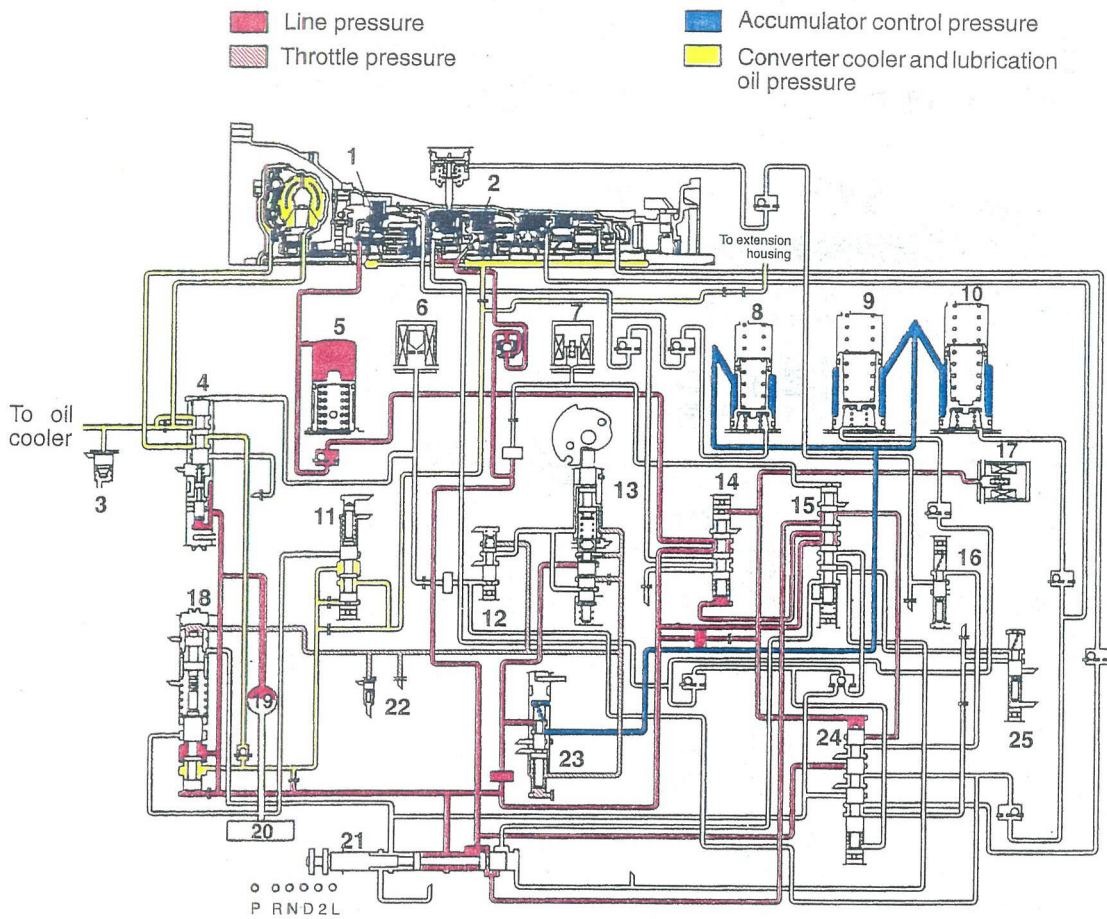 Line pressure
Throttle pressure
Accumulator control pressure
Converter cooler and lubrication
oil pressure
1
2
To extension
housing
6
7
8
9
10
5
4
To oil
cooler
3
17
13
14
15
11
16
12
18
19
22
23
24
25
20
21
P R N D 2 L